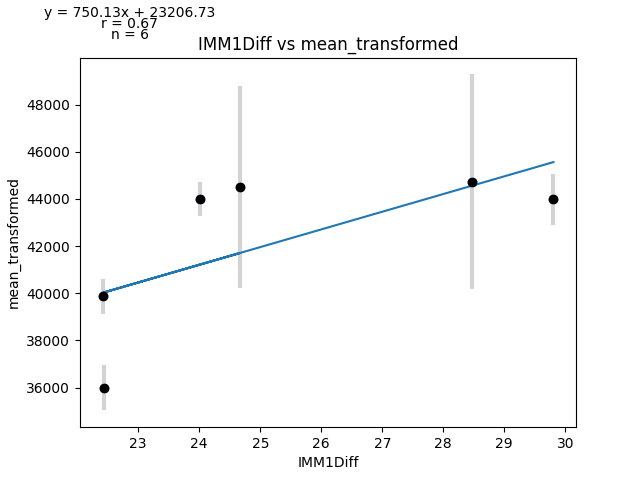 y = 750.13x + 23206.73
r = 0.67
n = 6
IMM1Diff vs mean_transformed
48000
46000
44000
42000
40000
38000
36000
mean_transformed
23 24 25 26 27 28 29 30
IMM1Diff